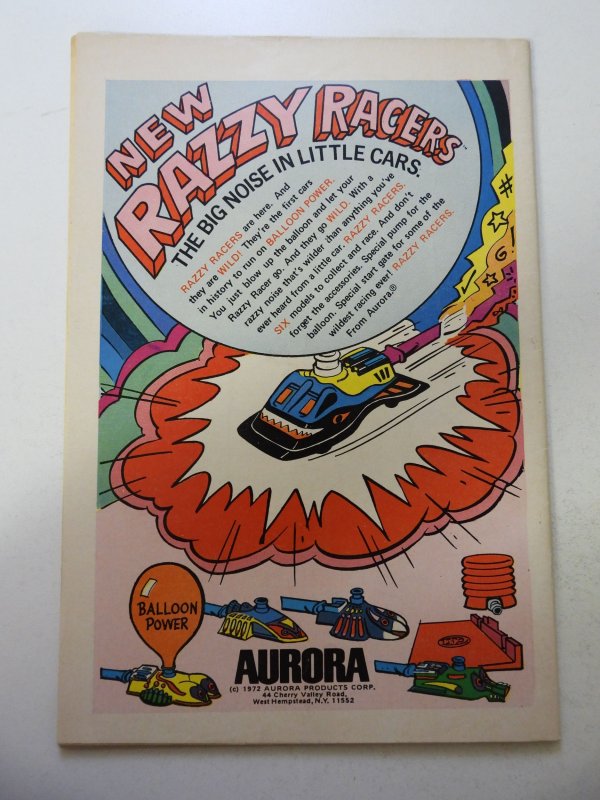 NEW
RAZZY RACERS™
THE BIG NOISE IN LITTLE CARS.
RAZZY RACERS are here. And
they are WILD! They're the first cars
in history to run on BALLOON POWER.
You just blow up the balloon and let your
Razzy Racer go. And they go WILD. With a
razzy noise that's wilder than anything you've
ever heard from a little car. RAZZY RACERS.
SIX models to collect and race. And don't
forget the accessories. Special pump for the
balloon. Special start gate for some of the
wildest racing ever! RAZZY RACERS.
From Aurora.®
#
G!
BALLOON
POWER
AURORA
(c) 1972 AURORA PRODUCTS CORP.
44 Cherry Valley Road,
West Hempstead, N.Y. 11552